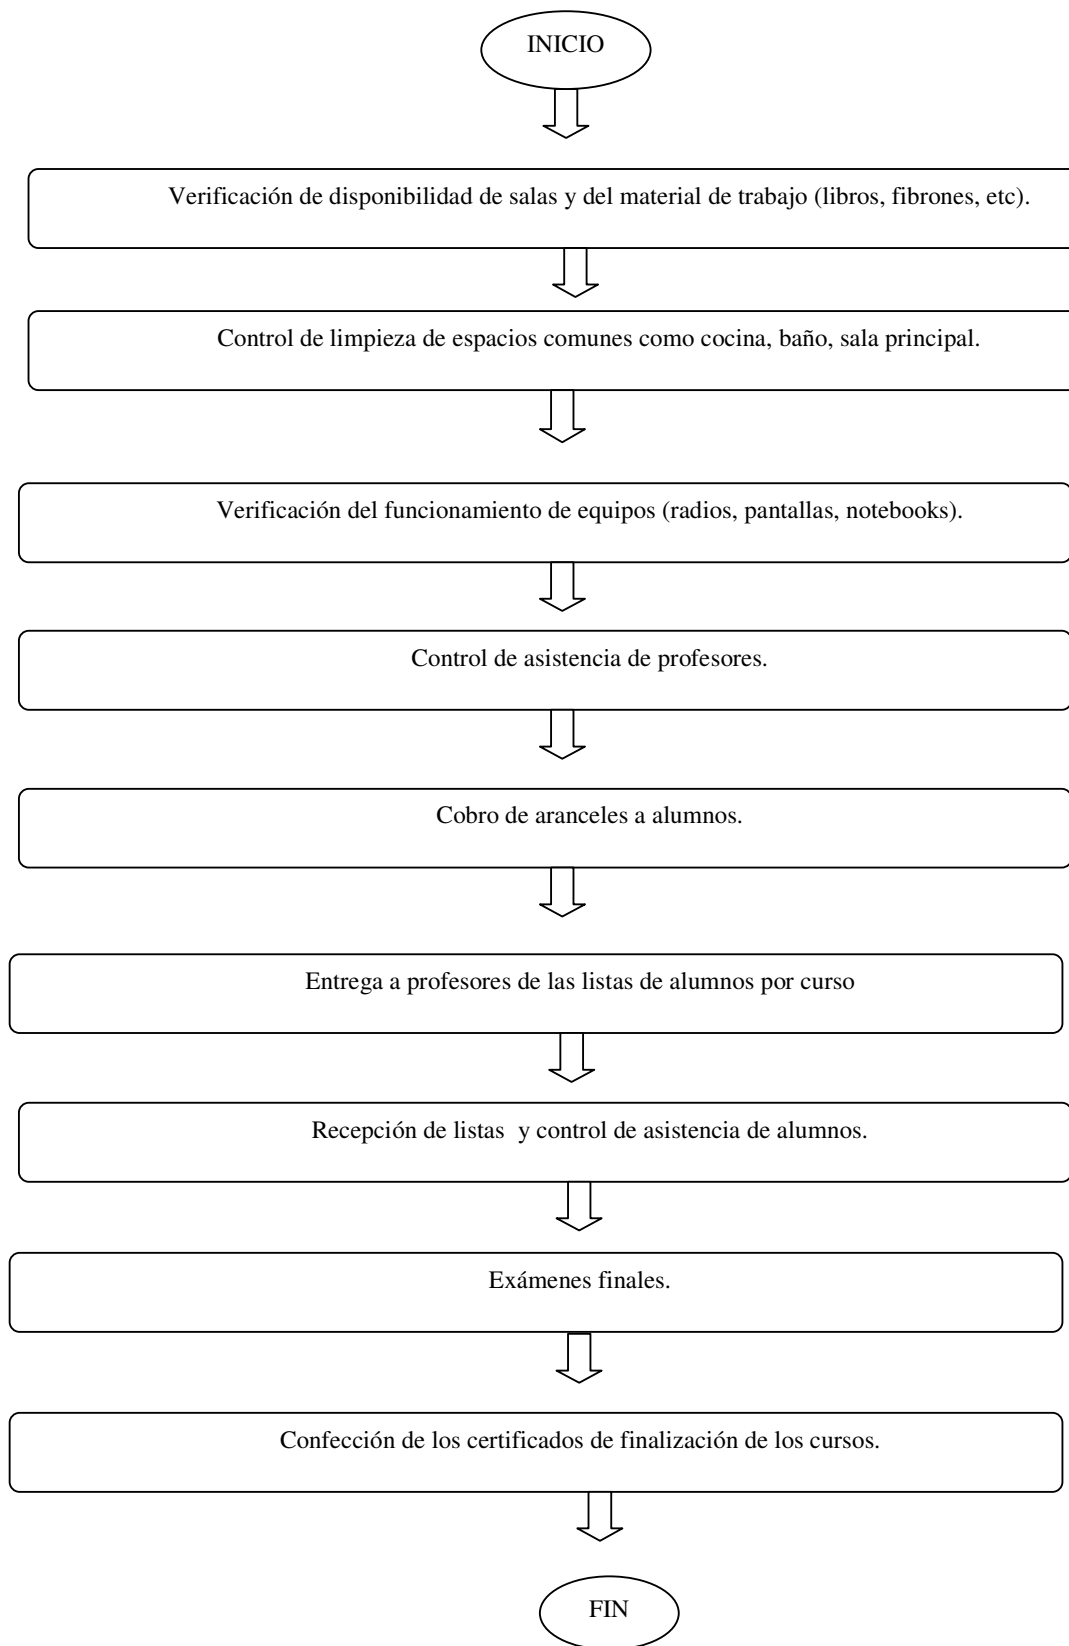 INICIO
Verificación de disponibilidad de salas y del material de trabajo (libros, fibrones, etc).
Control de limpieza de espacios comunes como cocina, baño, sala principal.
Verificación del funcionamiento de equipos (radios, pantallas, notebooks).
Control de asistencia de profesores.
Cobro de aranceles a alumnos.
Entrega a profesores de las listas de alumnos por curso
Recepción de listas  y control de asistencia de alumnos.
Exámenes finales.
Confección de los certificados de finalización de los cursos.
FIN